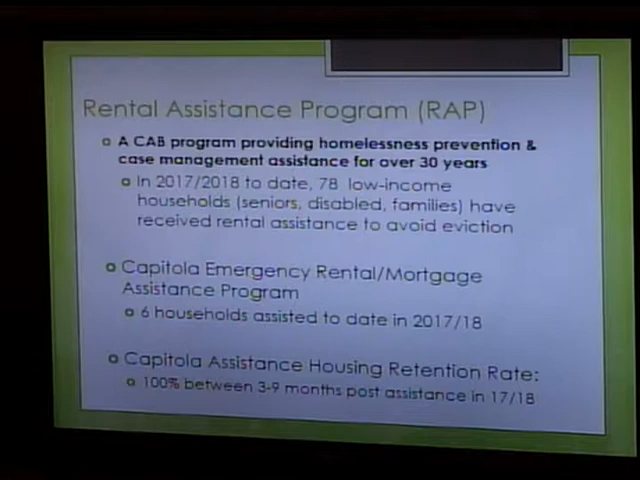 Rental Assistance Program (RAP)
A CAB program providing homelessness prevention &
case management assistance for over 30 years
In 2017/2018 to date, 78 low-income
households (seniors, disabled, families) have
received rental assistance to avoid eviction
Capitola Emergency Rental/Mortgage
Assistance Program
6 households assisted to date in 2017/18
Capitola Assistance Housing Retention Rate:
100% between 3-9 months post assistance in 17/18